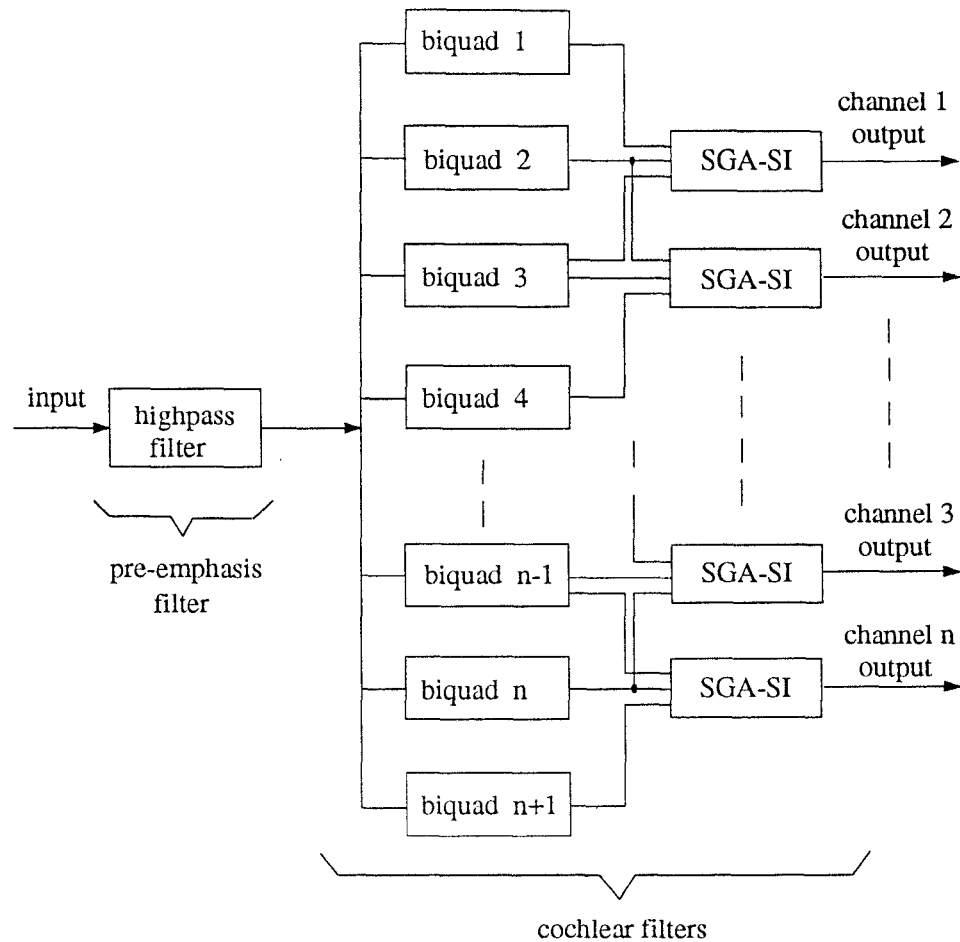 biquad 1
biquad 2
biquad 3
biquad 4
biquad n-1
biquad n
biquad n+1
SGA-SI
SGA-SI
SGA-SI
SGA-SI
channel 1
output
channel 2
output
channel 3
output
channel n
output
input
highpass
filter
pre-emphasis
filter
cochlear filters